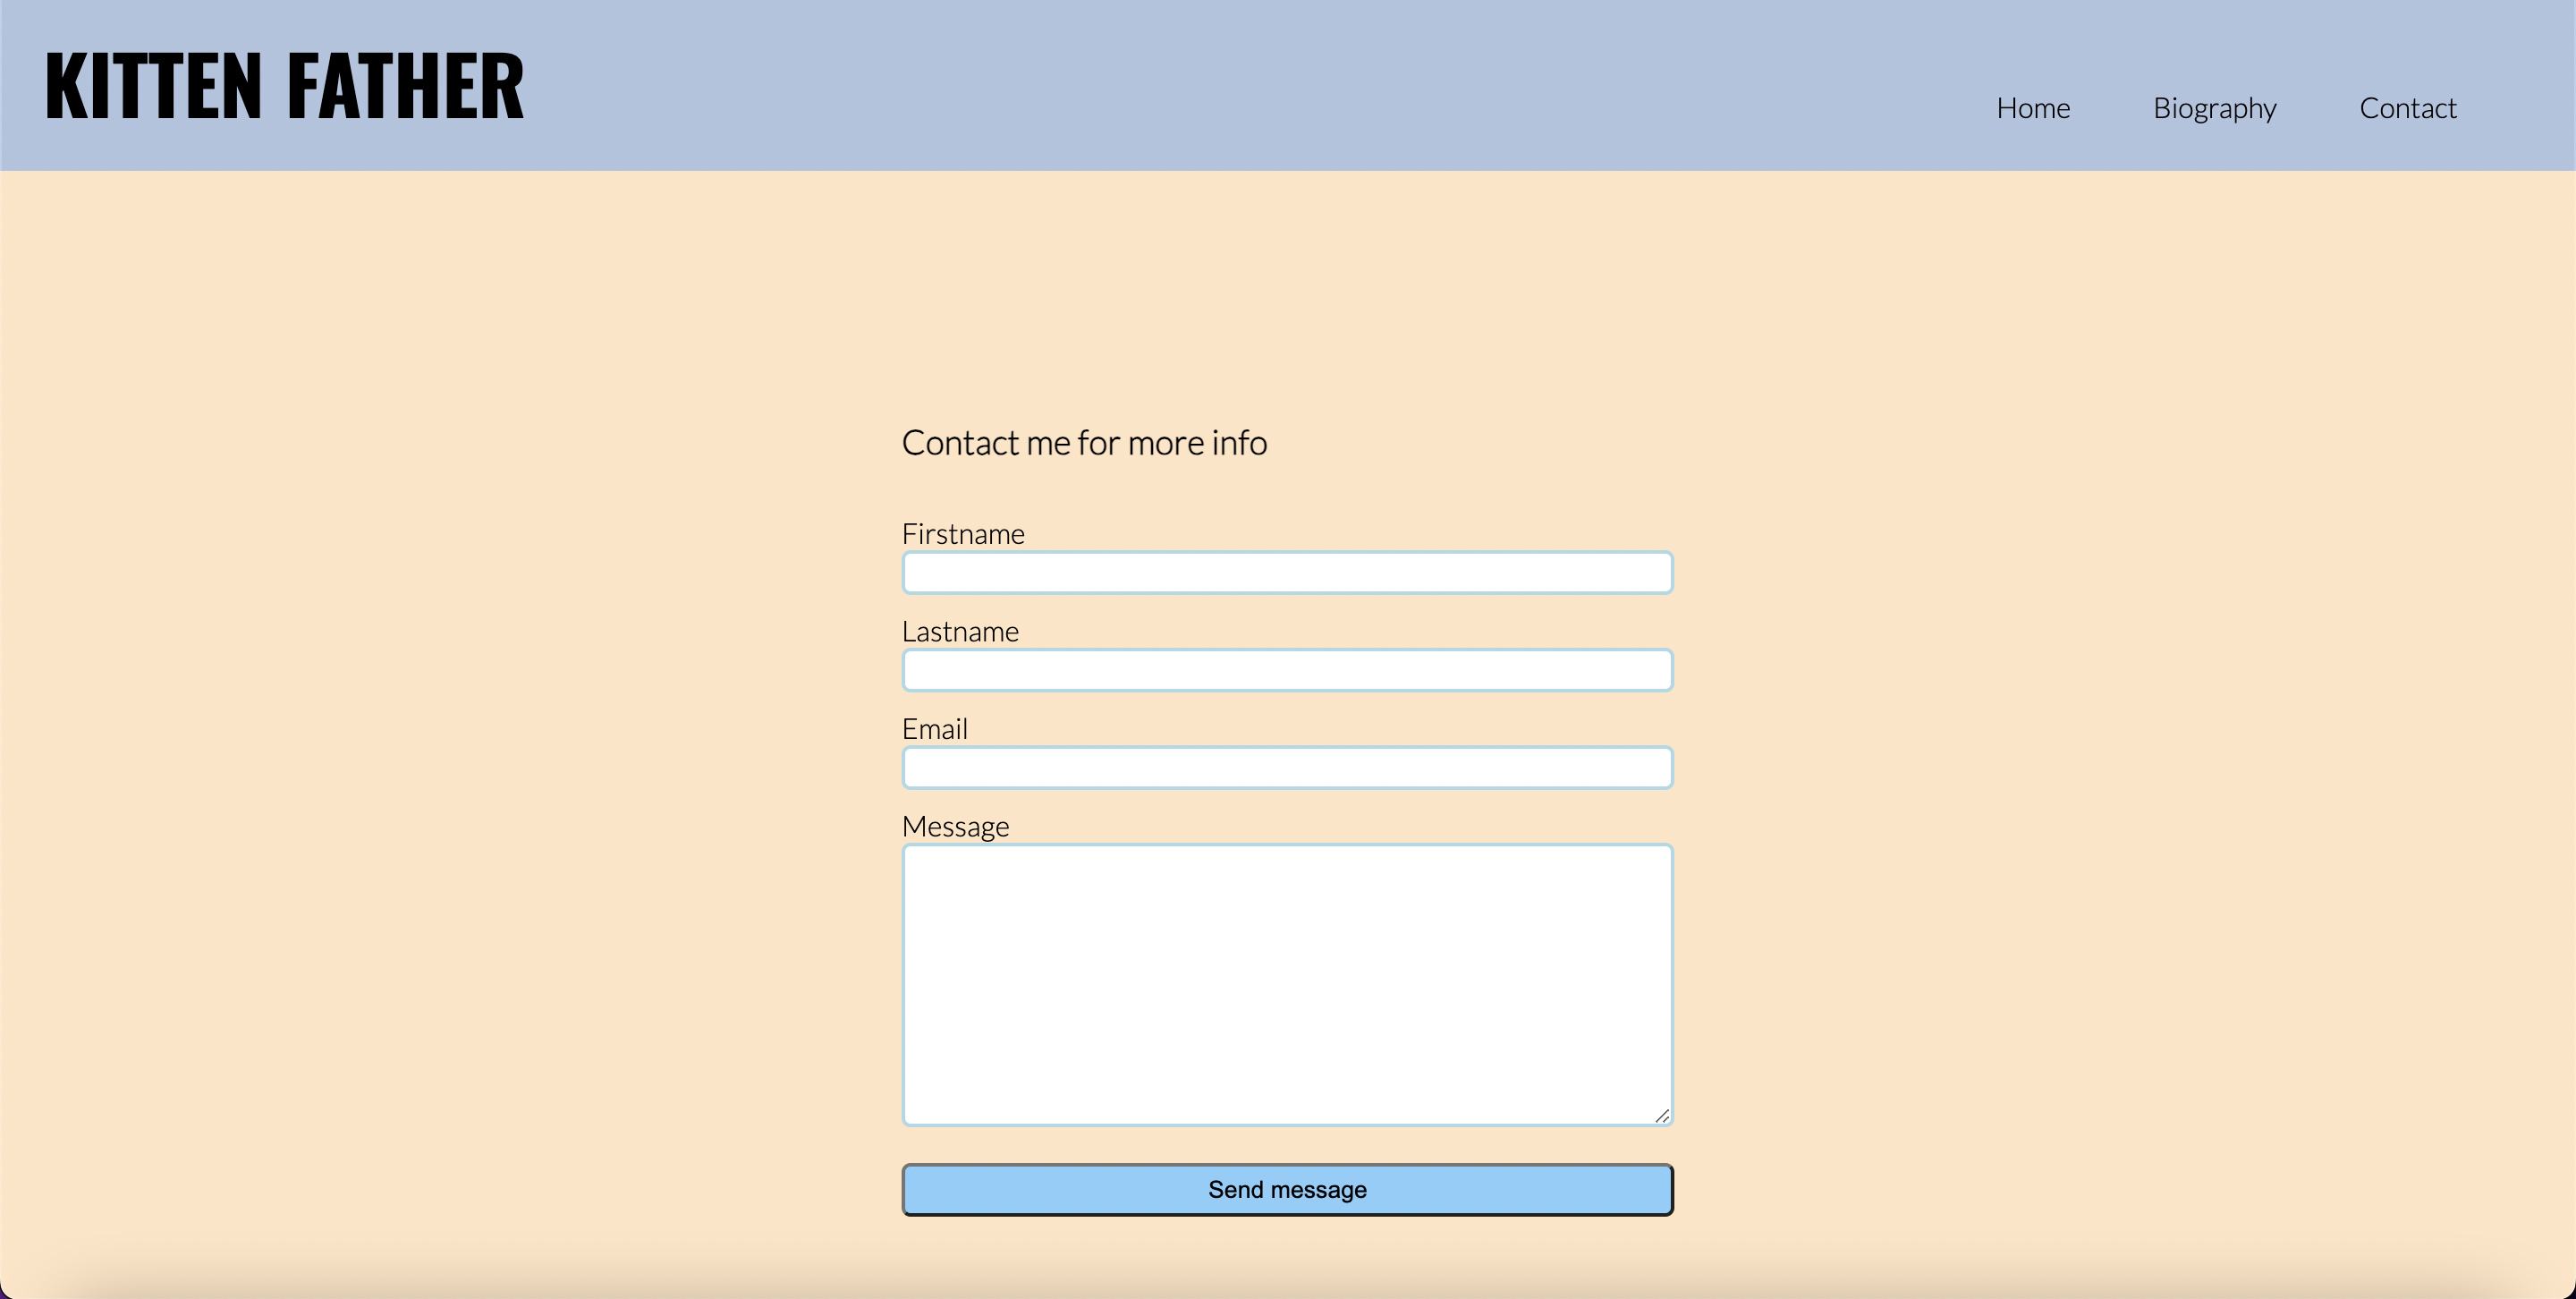 KITTEN FATHER
Home Biography Contact
Contact me for more info
Firstname
Lastname
Email
Message
Send message